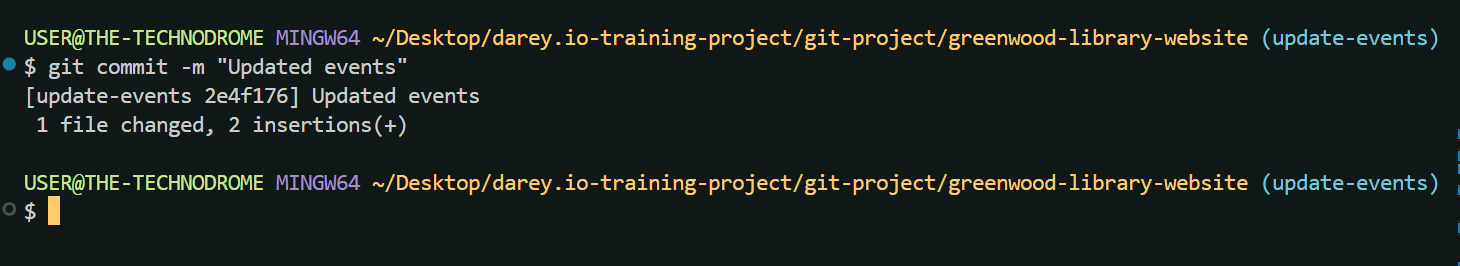 USER@THE-TECHNODROME MINGW64 ~/Desktop/darey.io-training-project/git-project/greenwood-library-website (update-events)
$ git commit -m "Updated events"
[update-events 2e4f176] Updated events
 1 file changed, 2 insertions(+)
USER@THE-TECHNODROME MINGW64 ~/Desktop/darey.io-training-project/git-project/greenwood-library-website (update-events)
$